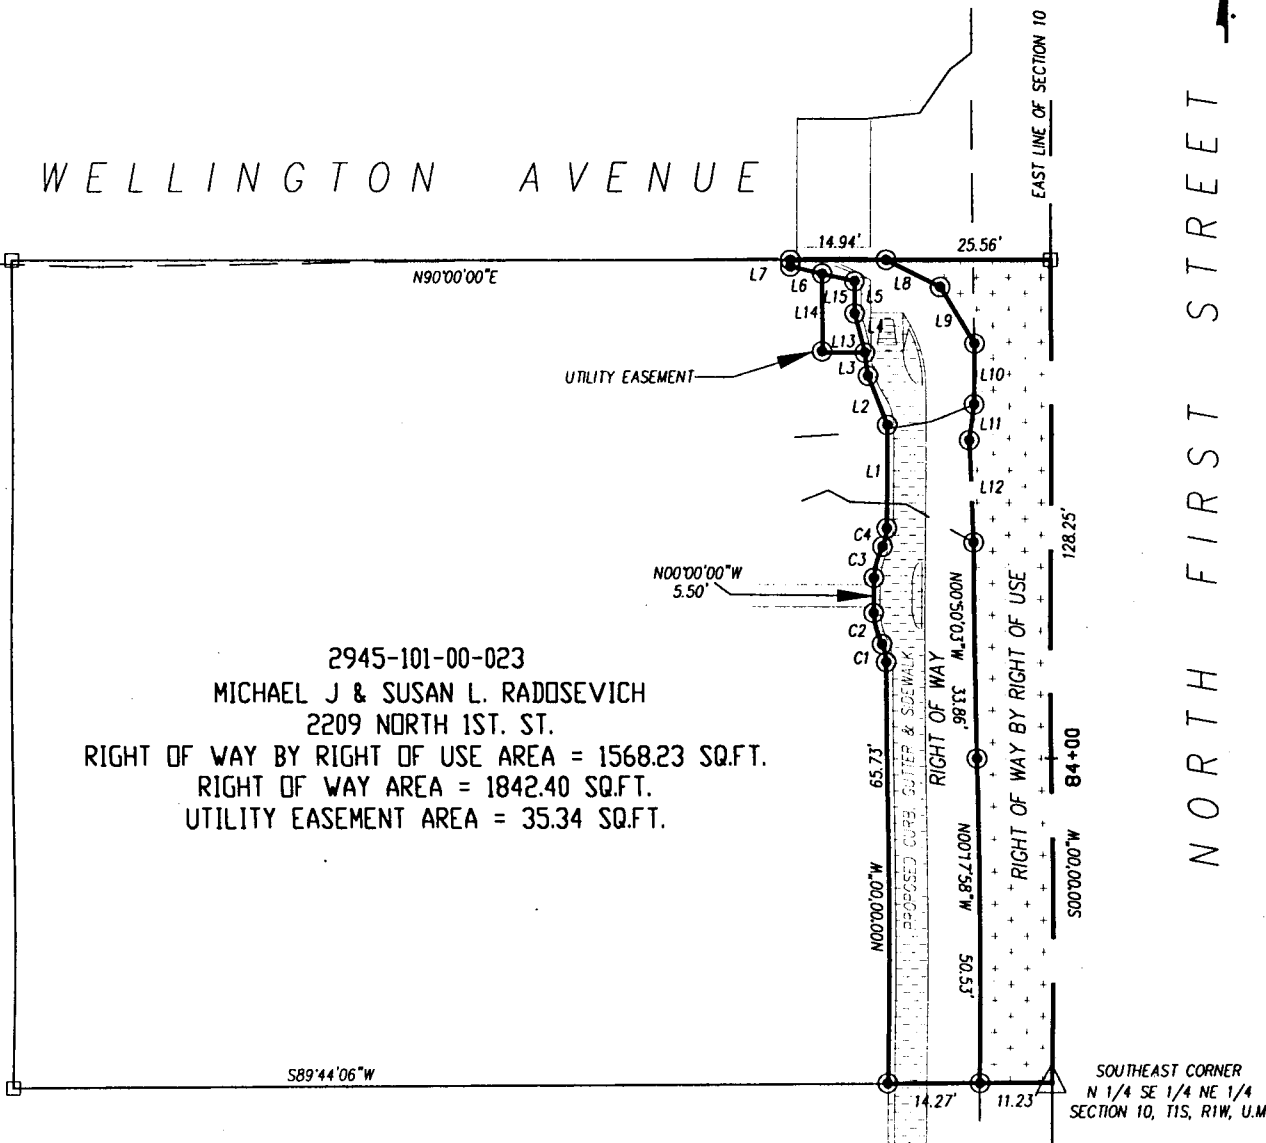 EAST LINE OF SECTION 10
NORTH FIRST STREET
WELLINGTON AVENUE
14.94'
25.56'
N90°00'00"E
L7
L6
L15
L5
L8
L14
L4
L9
L13
L3
L10
UTILITY EASEMENT
L2
L11
L1
L12
C4
C3
128.25'
N00°00'00"W
5.50'
C2
C1
N00°50'03"W 33.86'
RIGHT OF WAY
RIGHT OF WAY BY RIGHT OF USE
PROPOSED CURB, GUTTER & SIDEWALK
2945-101-00-023
MICHAEL J & SUSAN L. RADOSEVICH
2209 NORTH 1ST. ST.
RIGHT OF WAY BY RIGHT OF USE AREA = 1568.23 SQ.FT.
RIGHT OF WAY AREA = 1842.40 SQ.FT.
UTILITY EASEMENT AREA = 35.34 SQ.FT.
65.73'
84+00
N00°00'00"W
N00°17'58"W 50.53'
S00°00'00"W
S89°44'06"W
14.27'
11.23'
SOUTHEAST CORNER
N 1/4 SE 1/4 NE 1/4
SECTION 10, T1S, R1W, U.M